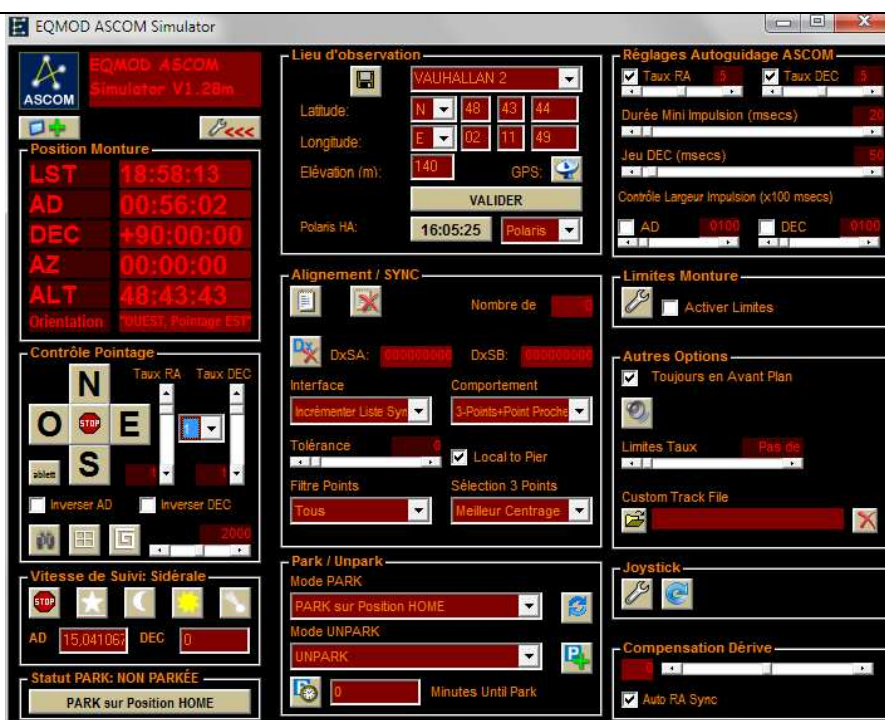 EQMOD ASCOM Simulator
ASCOM
EQMOD ASCOM
Simulator V1.28m
<<<
Position Monture
LST 18:58:13
AD 00:56:02
DEC +90:00:00
AZ 00:00:00
ALT 48:43:43
Orientation "OUEST, Pointage EST"
Contrôle Pointage
Taux RA Taux DEC
N
O STOP E
S
1
1 1
Inverser AD Inverser DEC
2000
Vitesse de Suivi: Sidérale
STOP
AD 15,041067 DEC 0
Statut PARK: NON PARKÉE
PARK sur Position HOME
Lieu d'observation
VAUHALLAN 2
Latitude: N 48 43 44
Longitude: E 02 11 49
Elévation (m): 140 GPS:
VALIDER
Polaris HA: 16:05:25 Polaris
Alignement / SYNC
Nombre de 0
DxSA: 000000000 DxSB: 000000000
Interface Comportement
Incrémenter Liste Syn 3-Points+Point Proche
Tolérance 0
Local to Pier
Filtre Points Sélection 3 Points
Tous Meilleur Centrage
Park / Unpark
Mode PARK
PARK sur Position HOME
Mode UNPARK
UNPARK
0 Minutes Until Park
Réglages Autoguidage ASCOM
Taux RA 5 Taux DEC 5
Durée Mini Impulsion (msecs) 20
Jeu DEC (msecs) 50
Contrôle Largeur Impulsion (x100 msecs)
AD 0100 DEC 0100
Limites Monture
Activer Limites
Autres Options
Toujours en Avant Plan
Limites Taux Pas de
Custom Track File
Joystick
Compensation Dérive
0
Auto RA Sync